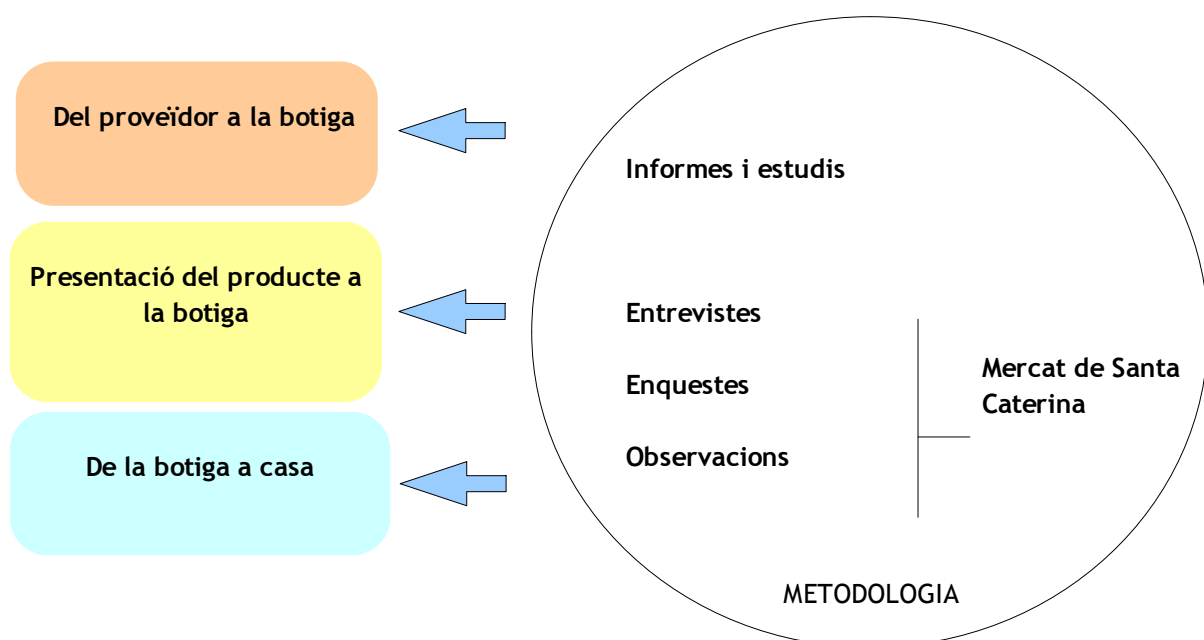 Del proveïdor a la botiga
Presentació del producte a
la botiga
De la botiga a casa
Informes i estudis
Entrevistes
Enquestes
Observacions
Mercat de Santa
Caterina
METODOLOGIA